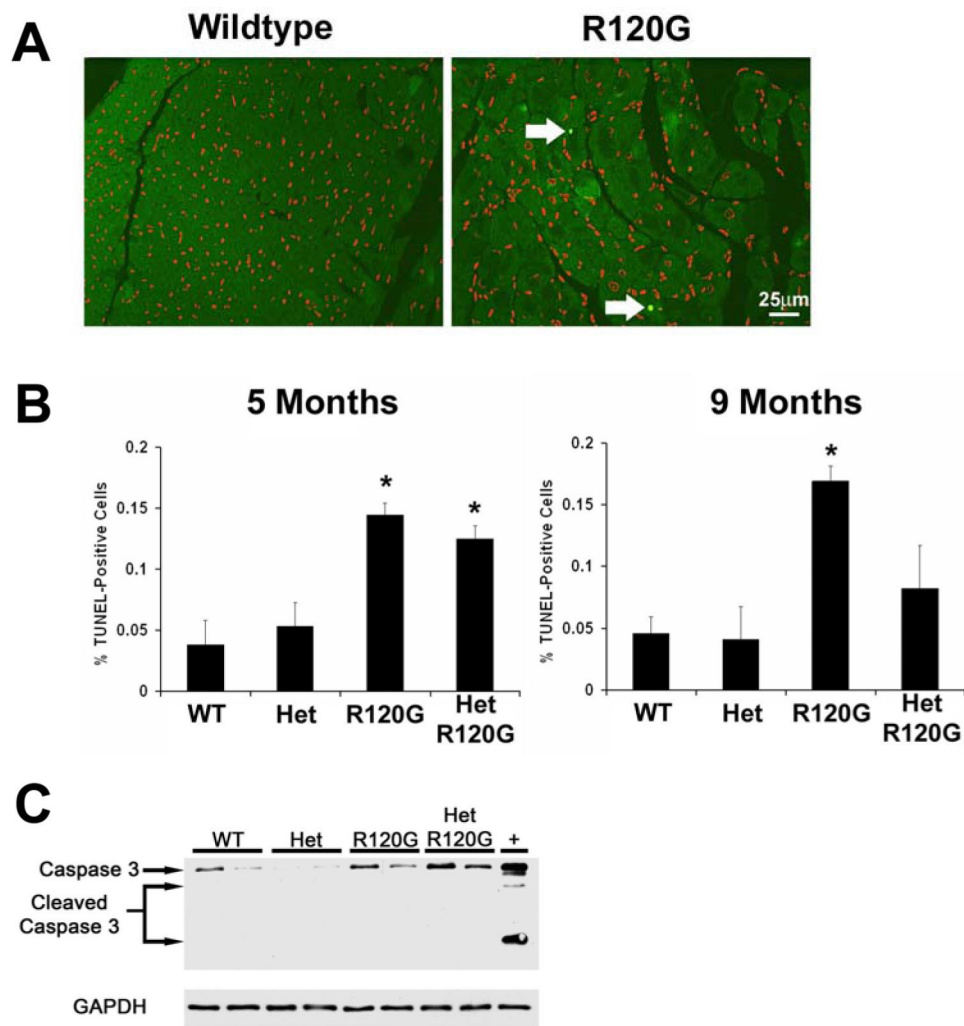 A
Wildtype
R120G
25μm
B
5 Months
% TUNEL-Positive Cells
0.2
0.15
0.1
0.05
0
*
*
WT
Het
R120G
Het
R120G
9 Months
% TUNEL-Positive Cells
0.2
0.15
0.1
0.05
0
*
WT
Het
R120G
Het
R120G
C
WT
Het
R120G
Het
R120G
+
Caspase 3
Cleaved
Caspase 3
GAPDH